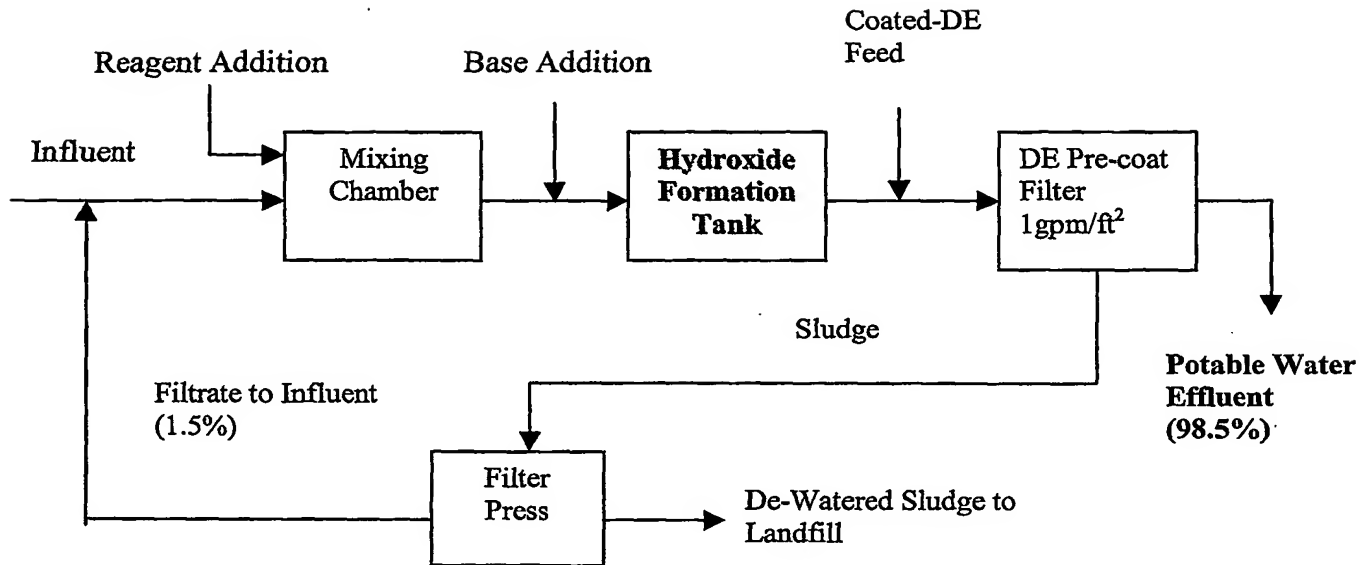 Reagent Addition
Base Addition
Coated-DE
Feed
Influent
Mixing
Chamber
Hydroxide
Formation
Tank
DE Pre-coat
Filter
1gpm/ft²
Sludge
Potable Water
Effluent
(98.5%)
Filtrate to Influent
(1.5%)
Filter
Press
De-Watered Sludge to
Landfill